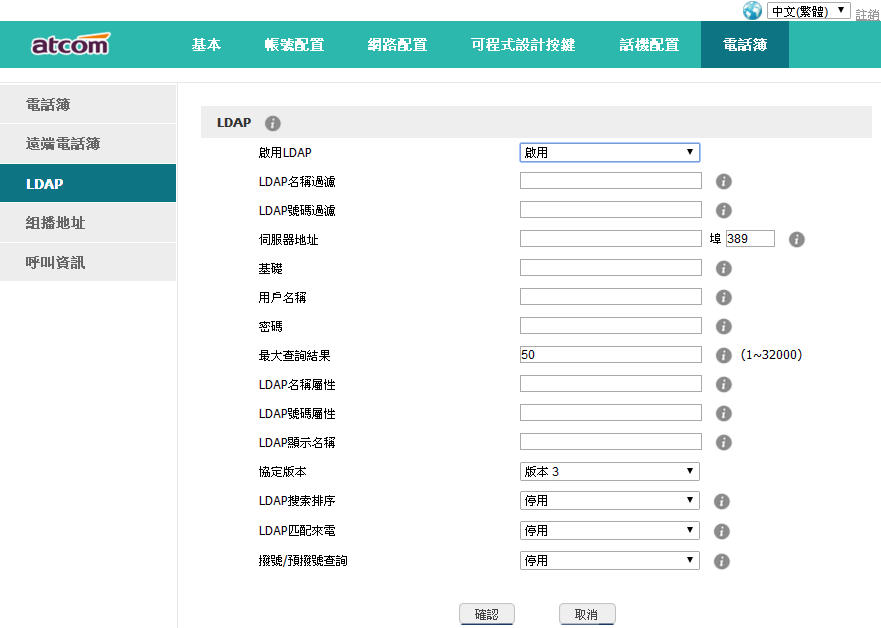 中文(繁體)
註銷
atcom
基本 帳號配置 網路配置 可程式設計按鍵 話機配置 電話簿
電話簿
遠端電話簿
LDAP
組播地址
呼叫資訊
LDAP
啟用LDAP 啟用
LDAP名稱過濾
LDAP號碼過濾
伺服器地址 埠 389
基礎
用戶名稱
密碼
最大查詢結果 50 (1~32000)
LDAP名稱屬性
LDAP號碼屬性
LDAP顯示名稱
協定版本 版本 3
LDAP搜索排序 停用
LDAP匹配來電 停用
撥號/預撥號查詢 停用
確認 取消